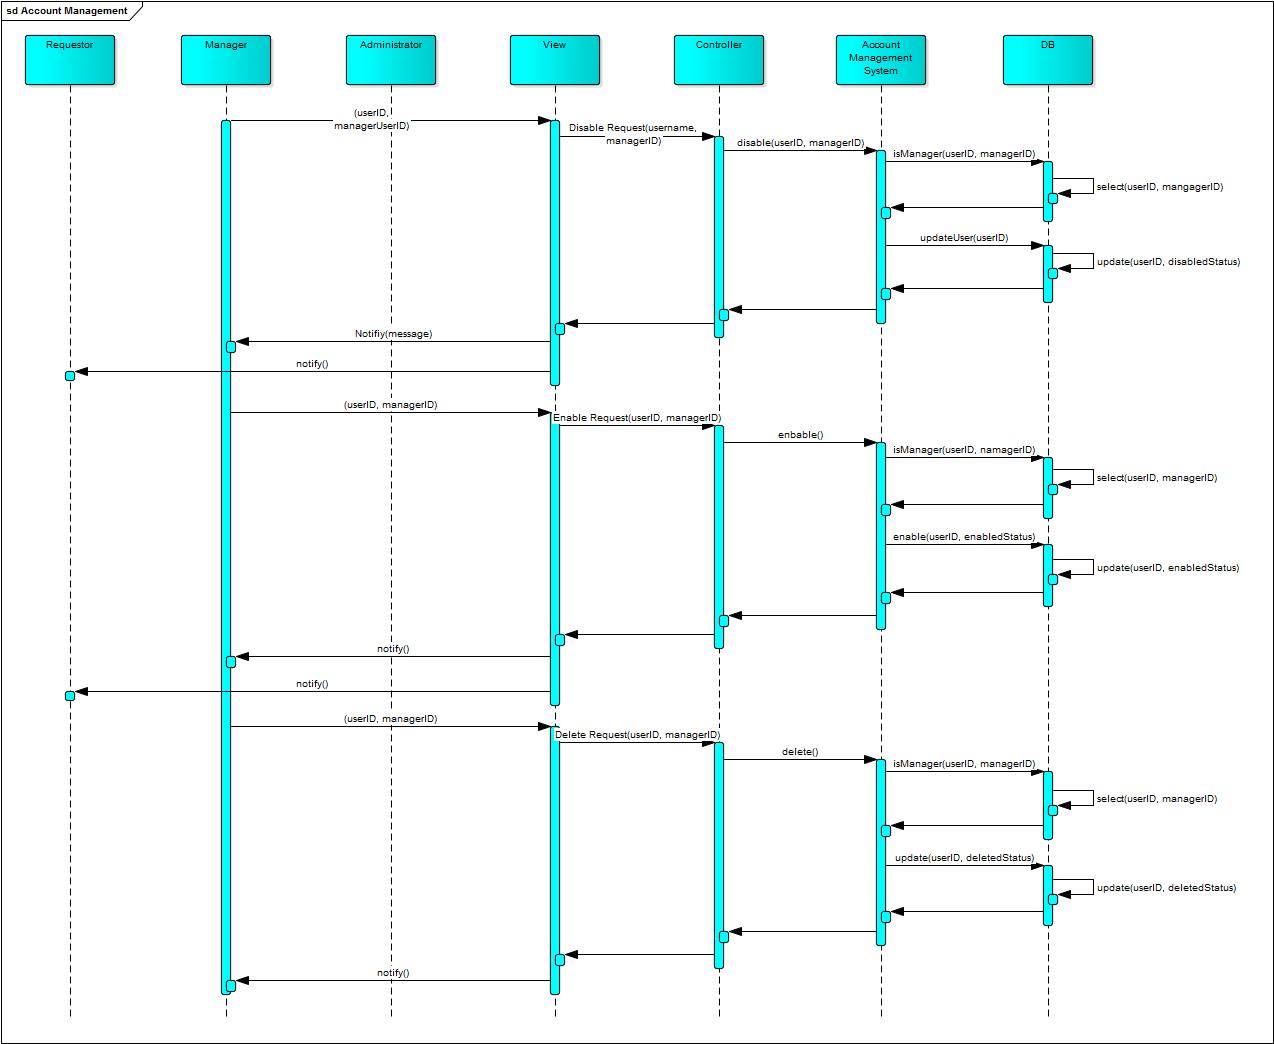 sd Account Management
Requestor
Manager
Administrator
View
Controller
Account
Management
System
DB
(userID,
managerUserID)
Disable Request(username,
managerID)
disable(userID, managerID)
isManager(userID, managerID)
select(userID, mangagerID)
updateUser(userID)
update(userID, disabledStatus)
Notifiy(message)
notify()
(userID, managerID)
Enable Request(userID, managerID)
enbable()
isManager(userID, namagerID)
select(userID, managerID)
enable(userID, enabledStatus)
update(userID, enabledStatus)
notify()
notify()
(userID, managerID)
Delete Request(userID, managerID)
delete()
isManager(userID, managerID)
select(userID, managerID)
update(userID, deletedStatus)
update(userID, deletedStatus)
notify()